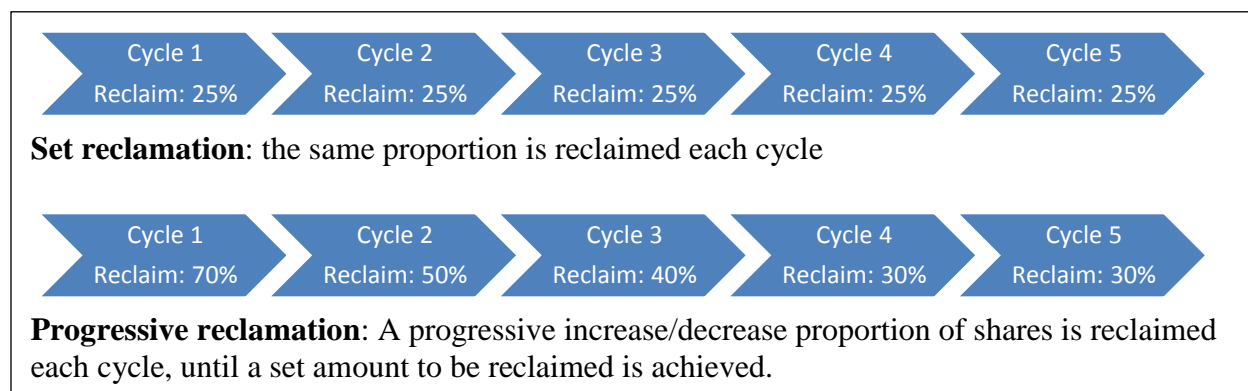 Cycle 1 Cycle 2 Cycle 3 Cycle 4 Cycle 5
Reclaim: 25% Reclaim: 25% Reclaim: 25% Reclaim: 25% Reclaim: 25%
Set reclamation: the same proportion is reclaimed each cycle
Cycle 1 Cycle 2 Cycle 3 Cycle 4 Cycle 5
Reclaim: 70% Reclaim: 50% Reclaim: 40% Reclaim: 30% Reclaim: 30%
Progressive reclamation: A progressive increase/decrease proportion of shares is reclaimed
each cycle, until a set amount to be reclaimed is achieved.